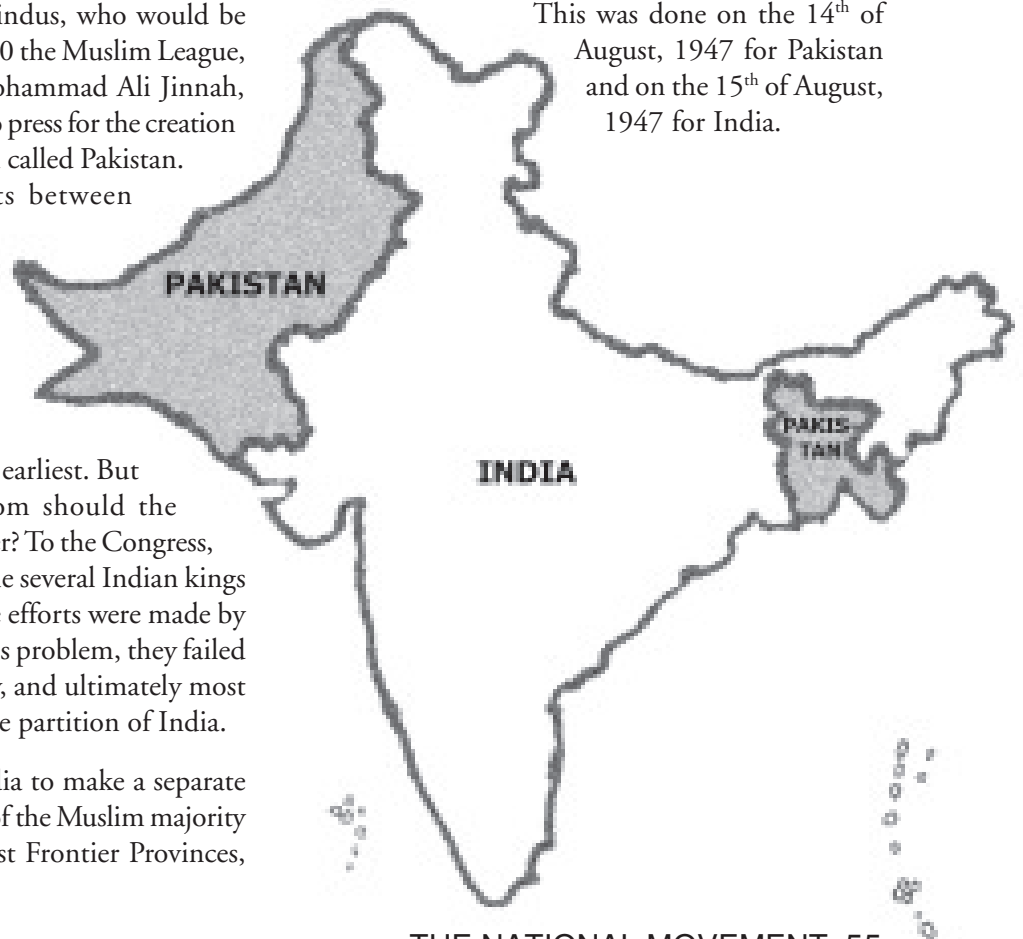 indus, who would be
0 the Muslim League,
ohammad Ali Jinnah,
press for the creation
called Pakistan.
ts between
earliest. But
om should the
er? To the Congress,
several Indian kings
efforts were made by
s problem, they failed
, and ultimately most
partition of India.
ia to make a separate
of the Muslim majority
st Frontier Provinces,
This was done on the 14th of
August, 1947 for Pakistan
and on the 15th of August,
1947 for India.
PAKISTAN
INDIA
PAKIS-
TAN
THE NATIONAL MOVEMENT 55